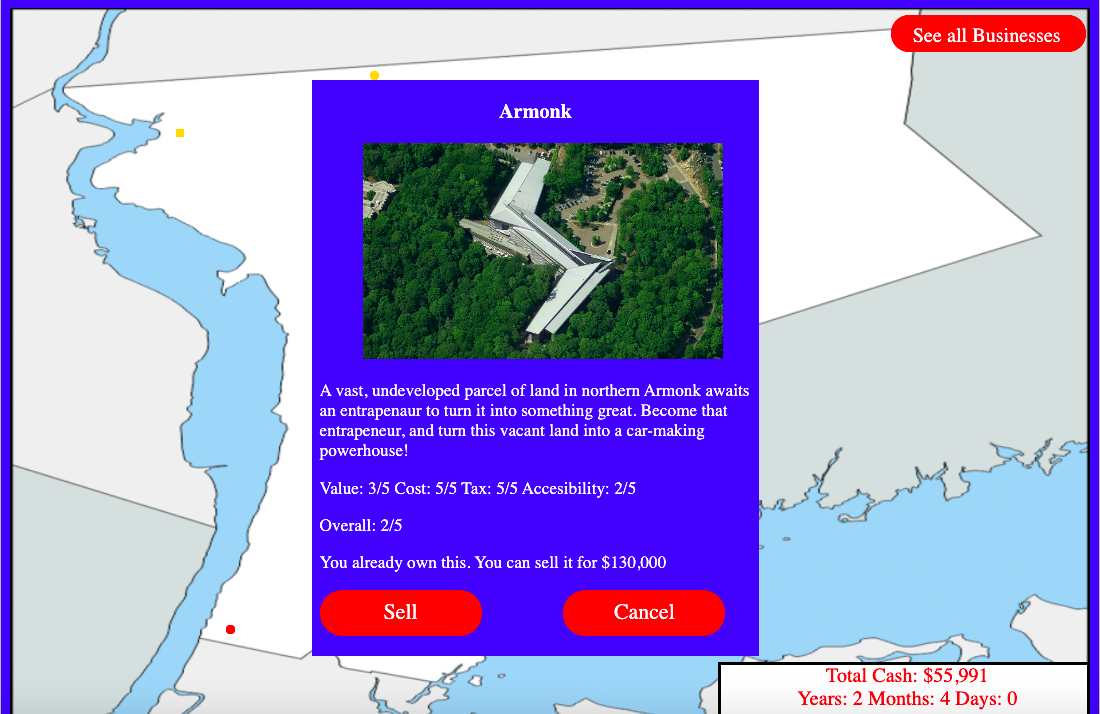 See all Businesses
Armonk
A vast, undeveloped parcel of land in northern Armonk awaits
an entrapenaur to turn it into something great. Become that
entrapeneur, and turn this vacant land into a car-making
powerhouse!
Value: 3/5 Cost: 5/5 Tax: 5/5 Accesibility: 2/5
Overall: 2/5
You already own this. You can sell it for $130,000
Sell
Cancel
Total Cash: $55,991
Years: 2 Months: 4 Days: 0